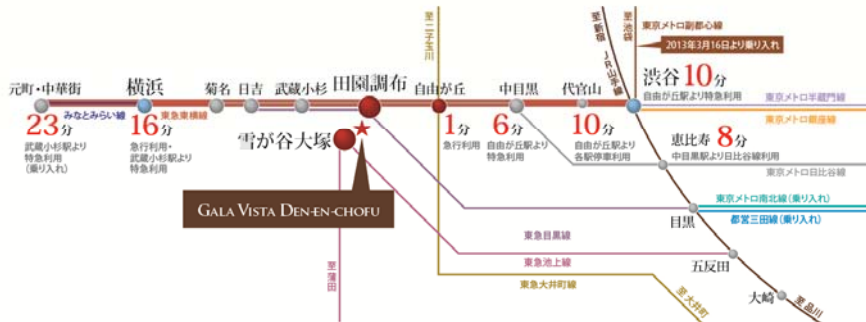 至二子玉川
至新宿
JR山手線
至池袋
東京メトロ副都心線
2013年3月16日より乗り入れ
元町・中華街
横浜
菊名
日吉
武蔵小杉
田園調布
自由が丘
中目黒
代官山
渋谷10分
自由が丘駅より特急利用
みなとみらい線
東急東横線
東京メトロ半蔵門線
東京メトロ銀座線
23分
武蔵小杉駅より
特急利用
(乗り入れ)
16分
急行利用・
武蔵小杉駅より
特急利用
雪が谷大塚
1分
急行利用
6分
自由が丘駅より
特急利用
10分
自由が丘駅より
各駅停車利用
恵比寿 8分
中目黒駅より日比谷線利用
東京メトロ日比谷線
GALA VISTA DEN-EN-CHOFU
東京メトロ南北線(乗り入れ)
都営三田線(乗り入れ)
目黒
東急目黒線
東急池上線
東急大井町線
至蒲田
五反田
大崎
至大井町
至品川